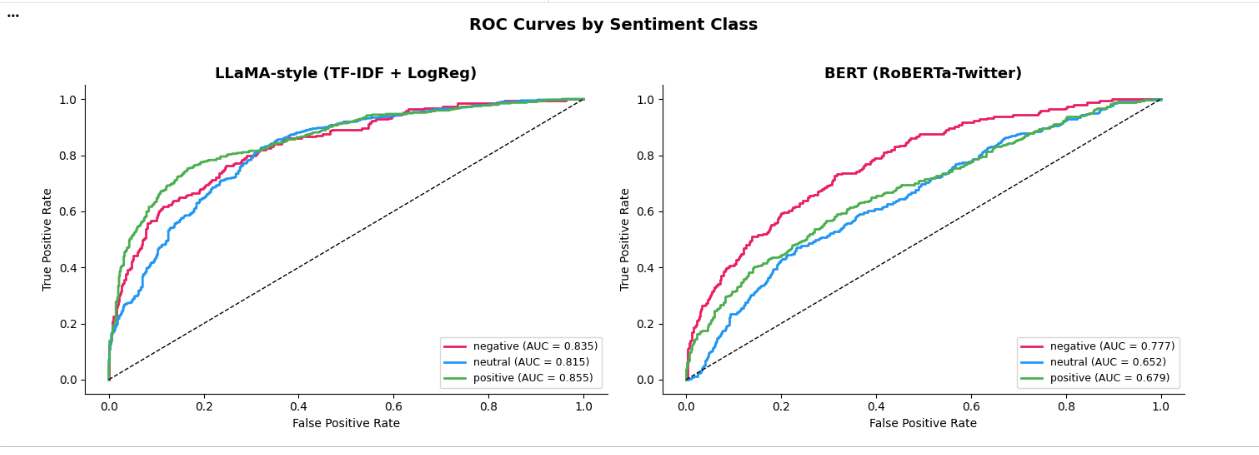 ...
ROC Curves by Sentiment Class
LLaMA-style (TF-IDF + LogReg)
True Positive Rate
1.0
0.8
0.6
0.4
0.2
0.0
negative (AUC = 0.835)
neutral (AUC = 0.815)
positive (AUC = 0.855)
0.0 0.2 0.4 0.6 0.8 1.0
False Positive Rate
BERT (RoBERTa-Twitter)
True Positive Rate
1.0
0.8
0.6
0.4
0.2
0.0
negative (AUC = 0.777)
neutral (AUC = 0.652)
positive (AUC = 0.679)
0.0 0.2 0.4 0.6 0.8 1.0
False Positive Rate